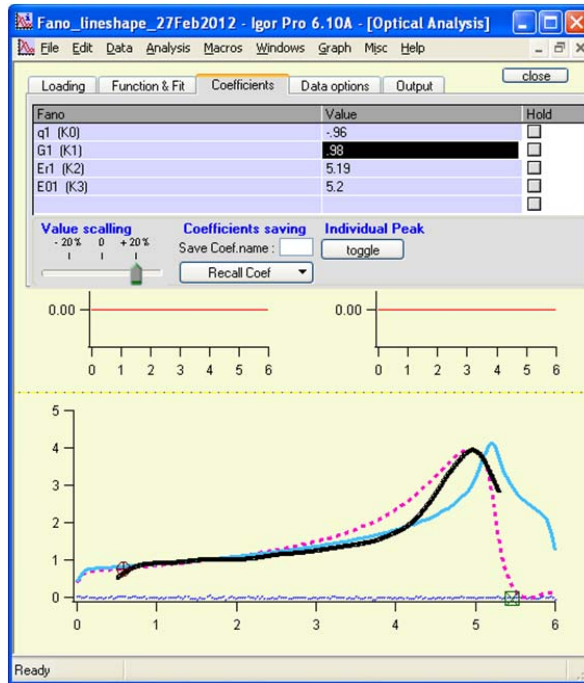 Fano_lineshape_27Feb2012 - Igor Pro 6.10A - [Optical Analysis]
File Edit Data Analysis Macros Windows Graph Misc Help
close
Loading Function & Fit Coefficients Data options Output
Fano Value Hold
q1 (K0) -.96
G1 (K1) .98
Er1 (K2) 5.19
E01 (K3) 5.2
Value scalling Coefficients saving Individual Peak
- 20% 0 + 20% Save Coef.name : toggle
Recall Coef
0.00 0.00
0 1 2 3 4 5 6 0 1 2 3 4 5 6
5
4
3
2
1
0
0 1 2 3 4 5 6
Ready